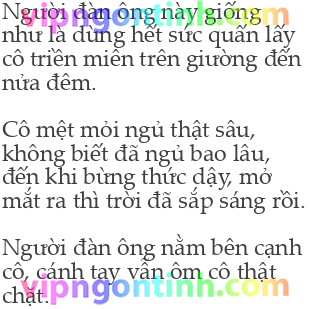 Người đàn ông này giống
như là dùng hết sức quấn lấy
cô triền miên trên giường đến
nửa đêm.
Cô mệt mỏi ngủ thật sâu,
không biết đã ngủ bao lâu,
đến khi bừng thức dậy, mở
mắt ra thì trời đã sắp sáng rồi.
Người đàn ông nằm bên cạnh
cô, cánh tay vẫn ôm cô thật
chặt.
vipngontinh.com
vipngontinh.com